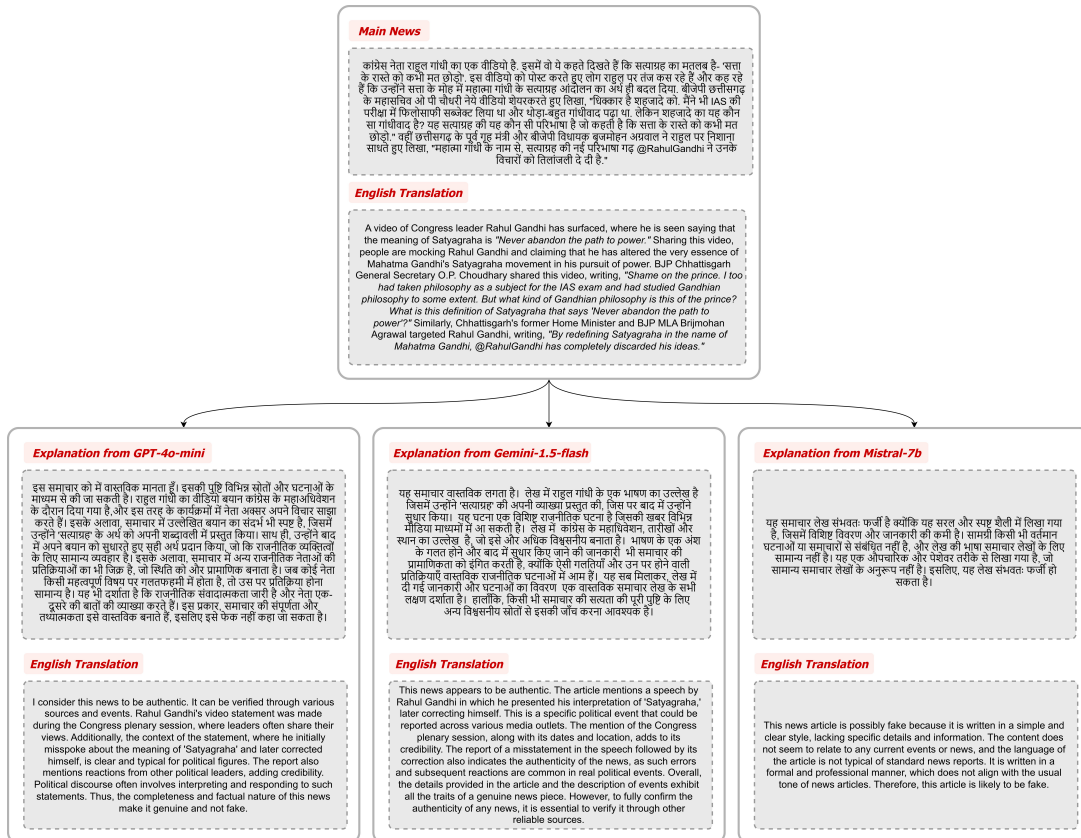 Main News
कांग्रेस नेता राहुल गांधी का एक वीडियो है. इसमें वो ये कहते दिखते हैं कि सत्याग्रह का मतलब है- 'सत्ता
के रास्ते को कभी मत छोड़ो'. इस वीडियो को पोस्ट करते हुए लोग राहुल पर तंज कस रहे हैं और कह रहे
हैं कि उन्होंने सत्ता के मोह में महात्मा गांधी के सत्याग्रह आंदोलन का अर्थ ही बदल दिया. बीजेपी छत्तीसगढ़
के महासचिव ओ पी चौधरी नेये वीडियो शेयरकरते हुए लिखा, "धिक्कार है शहजादे को. मैंने भी IAS की
परीक्षा में फिलोसाफी सब्जेक्ट लिया था और थोड़ा-बहुत गांधीवाद पढ़ा था. लेकिन शहजादे का यह कौन
सा गांधीवाद है? यह सत्याग्रह की यह कौन सी परिभाषा है जो कहती है कि सत्ता के रास्ते को कभी मत
छोड़ो." वहीं छत्तीसगढ़ के पूर्व गृह मंत्री और बीजेपी विधायक बृजमोहन अग्रवाल ने राहुल पर निशाना
साधते हुए लिखा, "महात्मा गांधी के नाम से, सत्याग्रह की नई परिभाषा गढ़ @RahulGandhi ने उनके
विचारों को तिलांजली दे दी है."
English Translation
A video of Congress leader Rahul Gandhi has surfaced, where he is seen saying that
the meaning of Satyagraha is "Never abandon the path to power." Sharing this video,
people are mocking Rahul Gandhi and claiming that he has altered the very essence of
Mahatma Gandhi's Satyagraha movement in his pursuit of power. BJP Chhattisgarh
General Secretary O.P. Choudhary shared this video, writing, "Shame on the prince. I too
had taken philosophy as a subject for the IAS exam and had studied Gandhian
philosophy to some extent. But what kind of Gandhian philosophy is this of the prince?
What is this definition of Satyagraha that says 'Never abandon the path to
power'?" Similarly, Chhattisgarh's former Home Minister and BJP MLA Brijmohan
Agrawal targeted Rahul Gandhi, writing, "By redefining Satyagraha in the name of
Mahatma Gandhi, @RahulGandhi has completely discarded his ideas."
Explanation from GPT-4o-mini
इस समाचार को में वास्तविक मानता हूँ। इसकी पुष्टि विभिन्न स्रोतों और घटनाओं के
माध्यम से की जा सकती है। राहुल गांधी का वीडियो बयान कांग्रेस के महाअधिवेशन
के दौरान दिया गया है,और इस तरह के कार्यक्रमों में नेता अक्सर अपने विचार साझा
करते हैं। इसके अलावा, समाचार में उल्लेखित बयान का संदर्भ भी स्पष्ट है, जिसमें
उन्होंने 'सत्याग्रह' के अर्थ को अपनी शब्दावली में प्रस्तुत किया। साथ ही, उन्होंने बाद
में अपने बयान को सुधारते हुए सही अर्थ प्रदान किया, जो कि राजनीतिक व्यक्तित्वों
के लिए सामान्य व्यवहार है। इसके अलावा, समाचार में अन्य राजनीतिक नेताओं की
प्रतिक्रियाओं का भी जिक्र है, जो स्थिति को और प्रामाणिक बनाता है। जब कोई नेता
किसी महत्वपूर्ण विषय पर गलतफहमी में होता है, तो उस पर प्रतिक्रिया होना
सामान्य है। यह भी दर्शाता है कि राजनीतिक संवादात्मकता जारी है और नेता एक-
दूसरे की बातों की व्याख्या करते हैं। इस प्रकार, समाचार की संपूर्णता और
तथ्यात्मकता इसे वास्तविक बनाते हैं, इसलिए इसे फेक नहीं कहा जा सकता है।
English Translation
I consider this news to be authentic. It can be verified through various
sources and events. Rahul Gandhi's video statement was made
during the Congress plenary session, where leaders often share their
views. Additionally, the context of the statement, where he initially
misspoke about the meaning of 'Satyagraha' and later corrected
himself, is clear and typical for political figures. The report also
mentions reactions from other political leaders, adding credibility.
Political discourse often involves interpreting and responding to such
statements. Thus, the completeness and factual nature of this news
make it genuine and not fake.
Explanation from Gemini-1.5-flash
यह समाचार वास्तविक लगता है। लेख में राहुल गांधी के एक भाषण का उल्लेख है
जिसमें उन्होंने 'सत्याग्रह' की अपनी व्याख्या प्रस्तुत की, जिस पर बाद में उन्होंने
सुधार किया। यह घटना एक विशिष्ट राजनीतिक घटना है जिसकी खबर विभिन्न
मीडिया माध्यमों में आ सकती है। लेख में कांग्रेस के महाधिवेशन, तारीखों और
स्थान का उल्लेख है, जो इसे और अधिक विश्वसनीय बनाता है। भाषण के एक अंश
के गलत होने और बाद में सुधार किए जाने की जानकारी भी समाचार की
प्रामाणिकता को इंगित करती है, क्योंकि ऐसी गलतियाँ और उन पर होने वाली
प्रतिक्रियाएँ वास्तविक राजनीतिक घटनाओं में आम हैं। यह सब मिलाकर, लेख में
दी गई जानकारी और घटनाओं का विवरण एक वास्तविक समाचार लेख के सभी
लक्षण दर्शाता है। हालाँकि, किसी भी समाचार की सत्यता की पूरी पुष्टि के लिए
अन्य विश्वसनीय स्रोतों से इसकी जाँच करना आवश्यक है।
English Translation
This news appears to be authentic. The article mentions a speech by
Rahul Gandhi in which he presented his interpretation of 'Satyagraha,'
later correcting himself. This is a specific political event that could be
reported across various media outlets. The mention of the Congress
plenary session, along with its dates and location, adds to its
credibility. The report of a misstatement in the speech followed by its
correction also indicates the authenticity of the news, as such errors
and subsequent reactions are common in real political events. Overall,
the details provided in the article and the description of events exhibit
all the traits of a genuine news piece. However, to fully confirm the
authenticity of any news, it is essential to verify it through other
reliable sources.
Explanation from Mistral-7b
यह समाचार लेख संभवतः फर्जी है क्योंकि यह सरल और स्पष्ट शैली में लिखा गया
है, जिसमें विशिष्ट विवरण और जानकारी की कमी है। सामग्री किसी भी वर्तमान
घटनाओं या समाचारों से संबंधित नहीं है, और लेख की भाषा समाचार लेखों के लिए
सामान्य नहीं है। यह एक औपचारिक और पेशेवर तरीके से लिखा गया है, जो
सामान्य समाचार लेखों के अनुरूप नहीं है। इसलिए, यह लेख संभवतः फर्जी हो
सकता है।
English Translation
This news article is possibly fake because it is written in a simple and
clear style, lacking specific details and information. The content does
not seem to relate to any current events or news, and the language of
the article is not typical of standard news reports. It is written in a
formal and professional manner, which does not align with the usual
tone of news articles. Therefore, this article is likely to be fake.